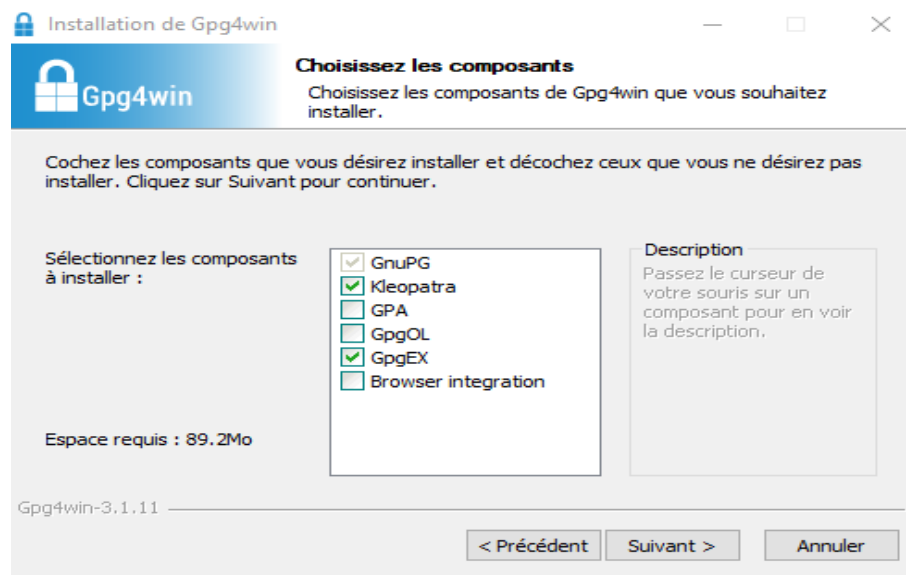 Installation de Gpg4win
Gpg4win
Choisissez les composants
Choisissez les composants de Gpg4win que vous souhaitez
installer.
Cochez les composants que vous désirez installer et décochez ceux que vous ne désirez pas
installer. Cliquez sur Suivant pour continuer.
Sélectionnez les composants
à installer :
GnuPG
Kleopatra
GPA
GpgOL
GpgEX
Browser integration
Description
Passez le curseur de
votre souris sur un
composant pour en voir
la description.
Espace requis : 89.2Mo
Gpg4win-3.1.11
< Précédent
Suivant >
Annuler